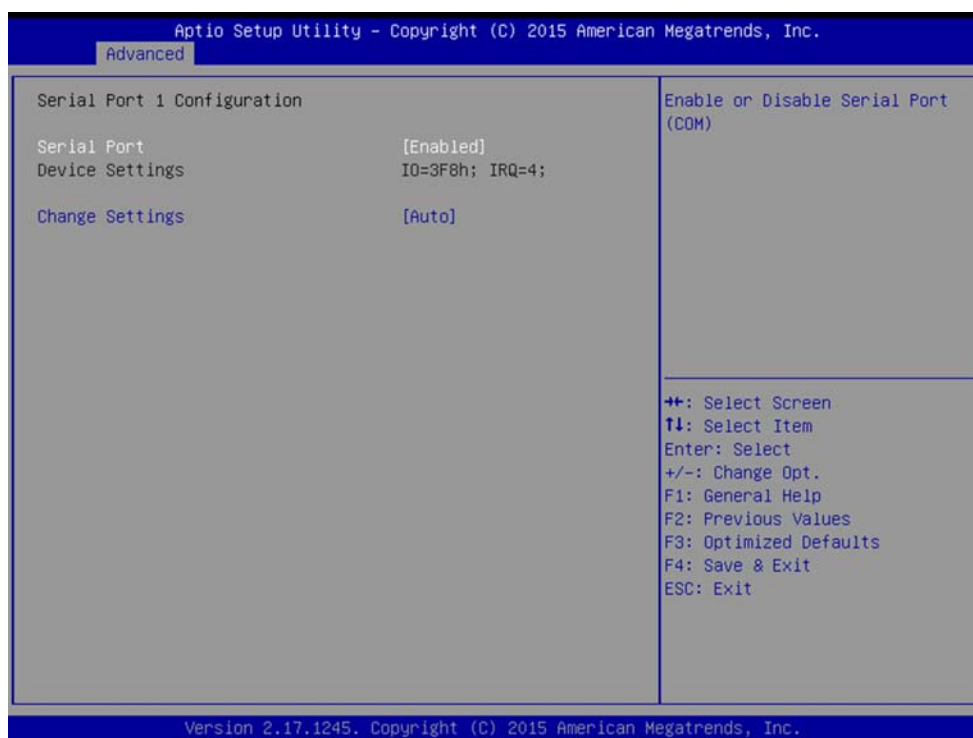 Aptio Setup Utility – Copyright (C) 2015 American Megatrends, Inc.
Advanced
Serial Port 1 Configuration
Serial Port [Enabled]
Device Settings IO=3F8h; IRQ=4;
Change Settings [Auto]
Enable or Disable Serial Port
(COM)
→←: Select Screen
↑↓: Select Item
Enter: Select
+/-: Change Opt.
F1: General Help
F2: Previous Values
F3: Optimized Defaults
F4: Save & Exit
ESC: Exit
Version 2.17.1245. Copyright (C) 2015 American Megatrends, Inc.